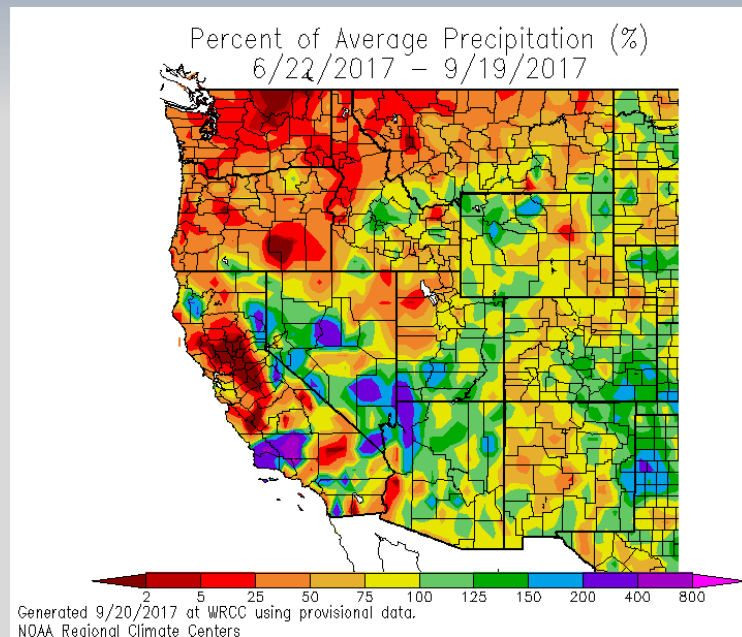 Percent of Average Precipitation (%)
6/22/2017 – 9/19/2017
2 5 25 50 75 100 125 150 200 400 800
Generated 9/20/2017 at WRCC using provisional data.
NOAA Regional Climate Centers